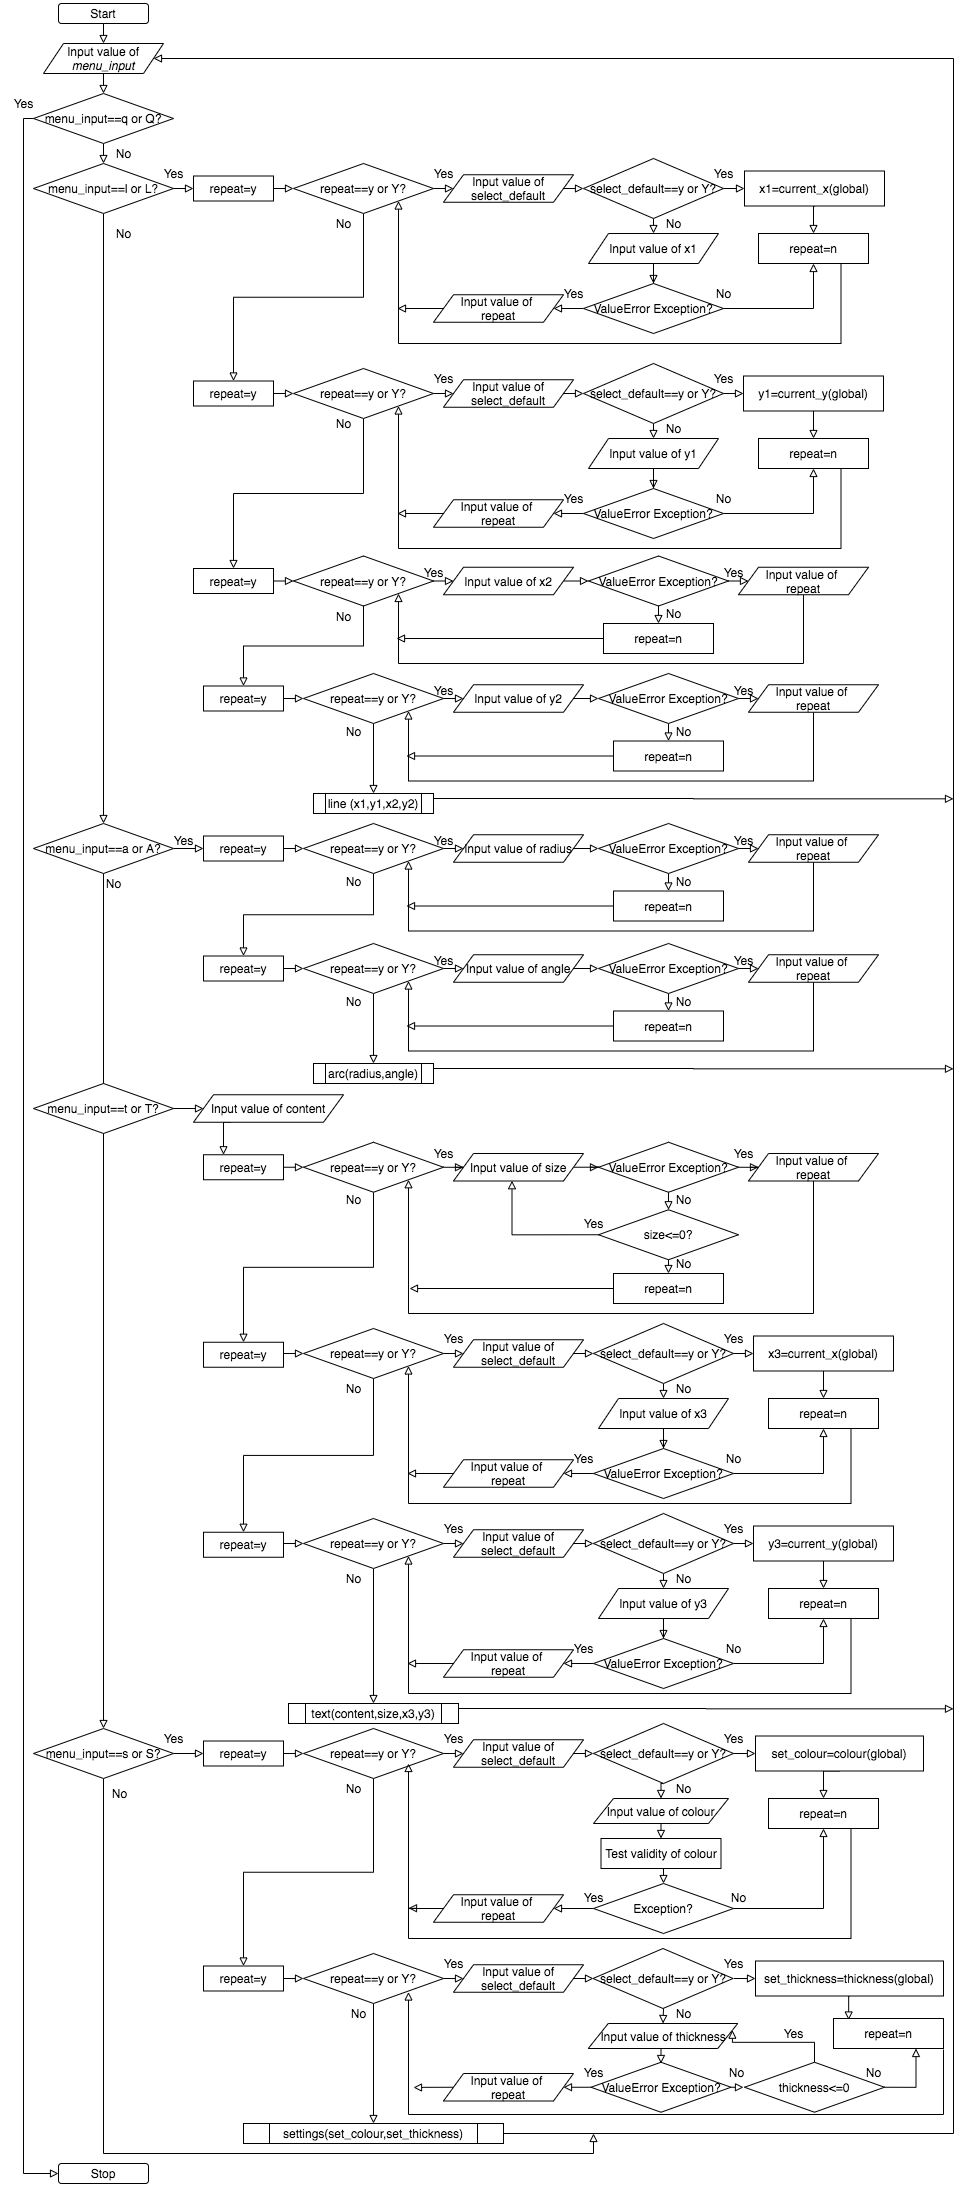 Start
Input value of
menu_input
Yes
menu_input==q or Q?
No
menu_input==l or L?
Yes
repeat=y
repeat==y or Y?
Yes
Input value of
select_default
select_default==y or Y?
Yes
x1=current_x(global)
No
No
No
Input value of x1
repeat=n
Input value of
repeat
Yes
ValueError Exception?
No
repeat=y
repeat==y or Y?
Yes
Input value of
select_default
select_default==y or Y?
Yes
y1=current_y(global)
No
No
Input value of y1
repeat=n
Input value of
repeat
Yes
ValueError Exception?
No
repeat=y
repeat==y or Y?
Yes
Input value of x2
ValueError Exception?
Yes
Input value of
repeat
No
No
repeat=n
repeat=y
repeat==y or Y?
Yes
Input value of y2
ValueError Exception?
Yes
Input value of
repeat
No
No
repeat=n
line (x1,y1,x2,y2)
menu_input==a or A?
Yes
repeat=y
repeat==y or Y?
Yes
Input value of radius
ValueError Exception?
Yes
Input value of
repeat
No
No
No
repeat=n
repeat=y
repeat==y or Y?
Yes
Input value of angle
ValueError Exception?
Yes
Input value of
repeat
No
No
repeat=n
arc(radius,angle)
menu_input==t or T?
Input value of content
repeat=y
repeat==y or Y?
Yes
Input value of size
ValueError Exception?
Yes
Input value of
repeat
No
No
Yes
size<=0?
No
repeat=n
repeat=y
repeat==y or Y?
Yes
Input value of
select_default
select_default==y or Y?
Yes
x3=current_x(global)
No
No
Input value of x3
repeat=n
Input value of
repeat
Yes
ValueError Exception?
No
repeat=y
repeat==y or Y?
Yes
Input value of
select_default
select_default==y or Y?
Yes
y3=current_y(global)
No
No
Input value of y3
repeat=n
Input value of
repeat
Yes
ValueError Exception?
No
text(content,size,x3,y3)
menu_input==s or S?
Yes
repeat=y
repeat==y or Y?
Yes
Input value of
select_default
select_default==y or Y?
Yes
set_colour=colour(global)
No
No
No
Input value of colour
repeat=n
Test validity of colour
Input value of
repeat
Yes
Exception?
No
repeat=y
repeat==y or Y?
Yes
Input value of
select_default
select_default==y or Y?
Yes
set_thickness=thickness(global)
No
No
Input value of thickness
Yes
repeat=n
Input value of
repeat
Yes
ValueError Exception?
No
thickness<=0
No
settings(set_colour,set_thickness)
Stop